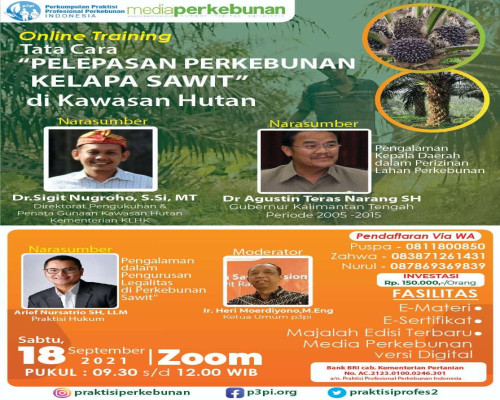 Perkumpulan Praktisi
Profesional Perkebunan
INDONESIA
mediaperkebunan
Online Training
Tata Cara
"PELEPASAN PERKEBUNAN
KELAPA SAWIT"
di Kawasan Hutan
Narasumber
Dr.Sigit Nugroho, S.Si, MT
Direktorat Pengukuhan &
Penata Gunaan Kawasan Hutan
Kementerian KLHK
Narasumber
Dr Agustin Teras Narang SH
Gubernur Kalimantan Tengah
Periode 2005 -2015
Pengalaman
Kepala Daerah
dalam Perizinan
Lahan Perkebunan
Narasumber
Arief Nursatrio SH, LLM
Praktisi Hukum
Pengalaman
dalam
Pengurusan
Legalitas
di Perkebunan
Sawit"
Moderator
Ir. Heri Moerdiyono,M.Eng
Ketua Umum p3pi
Pendaftaran Via WA
Puspa - 0811800850
Zahwa - 083871261431
Nurul - 087869369839
INVESTASI
Rp. 150.000,-/Orang
FASILITAS
E-Materi
E-Sertifikat
Majalah Edisi Terbaru
Media Perkebunan
versi Digital
Sabtu,
18 September
2021
Zoom
PUKUL : 09.30 s/d 12.00 WIB
Bank BRI cab. Kementerian Pertanian
No. AC.2123.0100.0246.301
a/n. Praktisi Profesional Perkebunan Indonesia
praktisiperkebunan
p3pi.org
praktisiprofes2